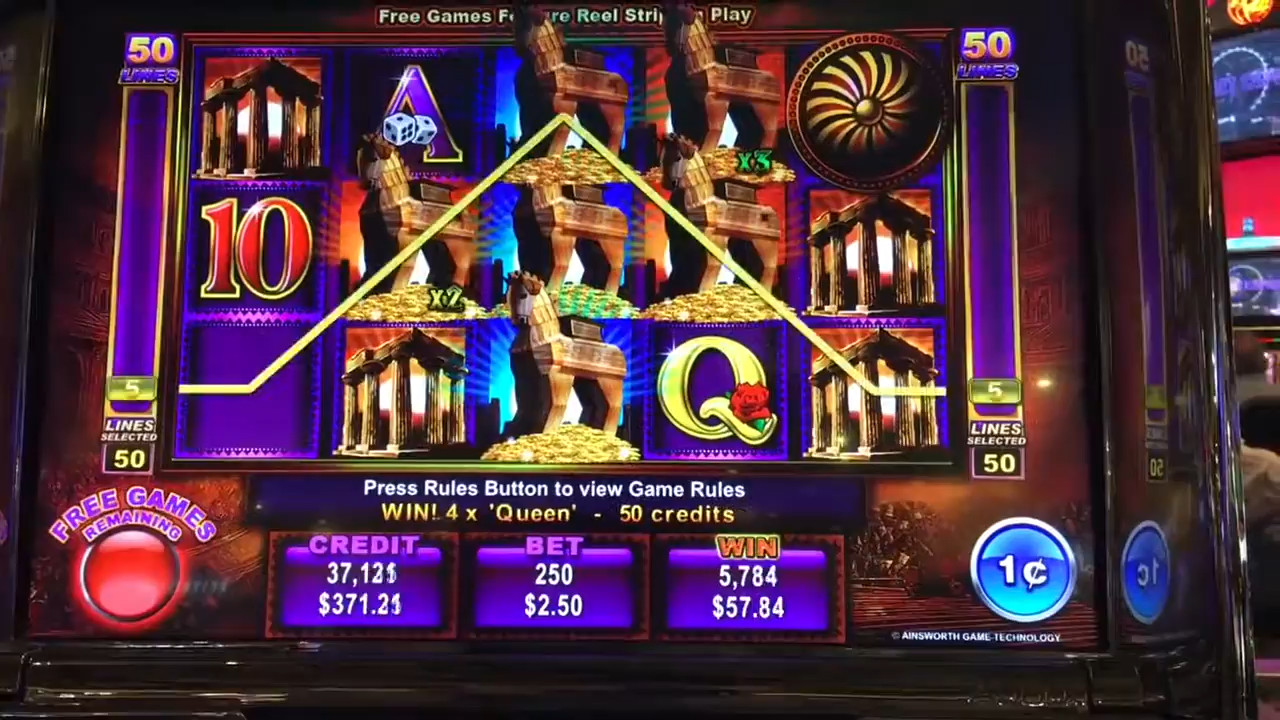 Free Games Feature Reel Strips Play
50
LINES
50
LINES
A
x3
10
x2
Q
5
LINES
SELECTED
50
5
LINES
SELECTED
50
Press Rules Button to view Game Rules
WIN! 4 x 'Queen' - 50 credits
FREE GAMES
REMAINING
CREDIT
BET
250
$2.50
WIN
5,784
$57.84
1¢
© AINSWORTH GAME TECHNOLOGY